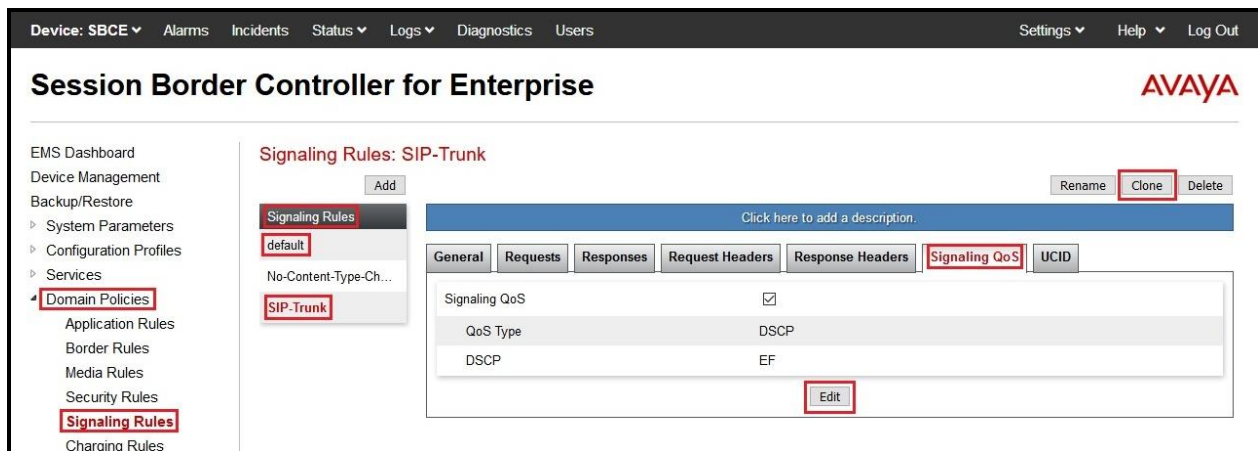 Device: SBCE Alarms Incidents Status Logs Diagnostics Users Settings Help Log Out
Session Border Controller for Enterprise
AVAYA
EMS Dashboard
Device Management
Backup/Restore
System Parameters
Configuration Profiles
Services
Domain Policies
Application Rules
Border Rules
Media Rules
Security Rules
Signaling Rules
Charging Rules
Signaling Rules: SIP-Trunk
Add
Rename Clone Delete
Signaling Rules
default
No-Content-Type-Ch...
SIP-Trunk
Click here to add a description.
General Requests Responses Request Headers Response Headers Signaling QoS UCID
Signaling QoS
QoS Type DSCP
DSCP EF
Edit